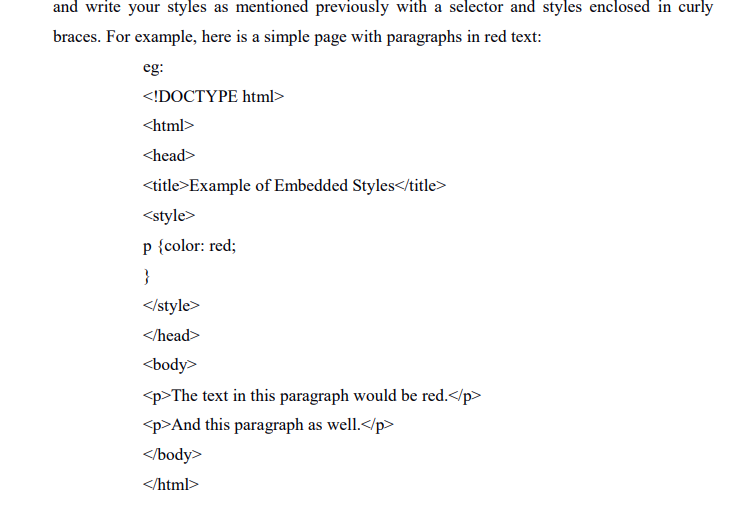 and write your styles as mentioned previously with a selector and styles enclosed in curly
braces. For example, here is a simple page with paragraphs in red text:
eg:
<!DOCTYPE html>
<html>
<head>
<title>Example of Embedded Styles</title>
<style>
p {color: red;
}
</style>
</head>
<body>
<p>The text in this paragraph would be red.</p>
<p>And this paragraph as well.</p>
</body>
</html>